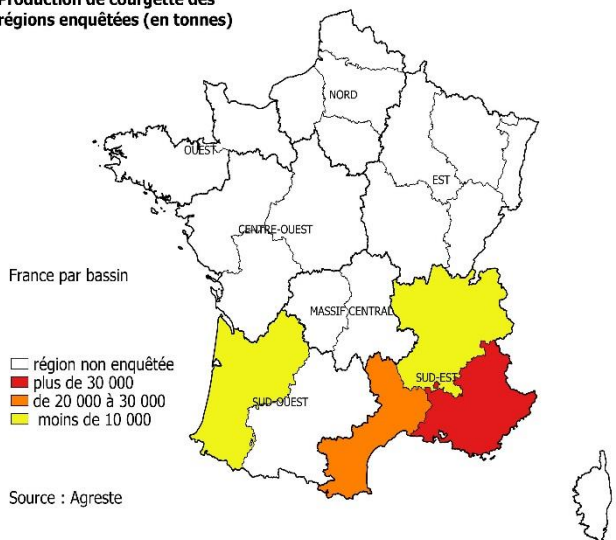 Production de courgette des
régions enquêtées (en tonnes)
NORD
OUEST
EST
CENTRE-OUEST
France par bassin
MASSIF CENTRAL
région non enquêtée
plus de 30 000
de 20 000 à 30 000
moins de 10 000
SUD-EST
SUD-OUEST
Source : Agreste